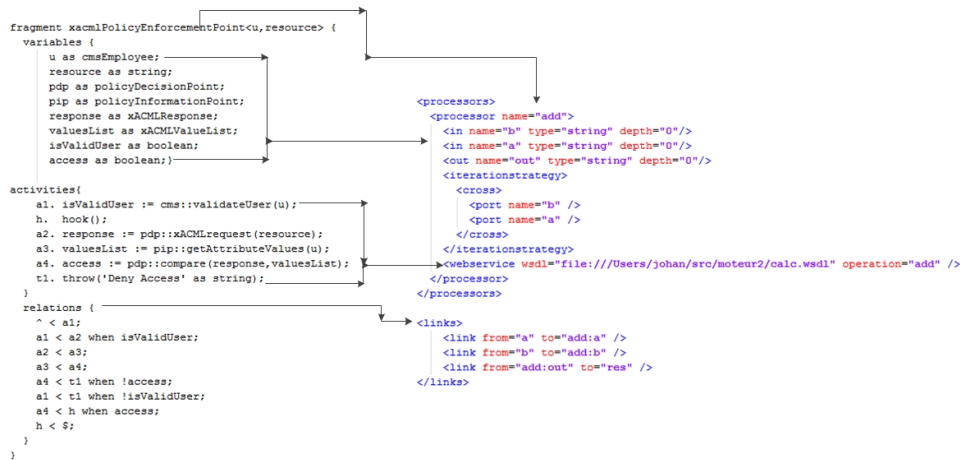 fragment xacmlPolicyEnforcementPoint<u,resource> {
variables {
u as cmsEmployee;
resource as string;
pdp as policyDecisionPoint;
pip as policyInformationPoint;
response as xACMLResponse;
valuesList as xACMLValueList;
isValidUser as boolean;
access as boolean;}
activities{
a1. isValidUser := cms::validateUser(u);
h. hook();
a2. response := pdp::xACMLrequest(resource);
a3. valuesList := pip::getAttributeValues(u);
a4. access := pdp::compare(response,valuesList);
t1. throw('Deny Access' as string);
}
relations {
^ < a1;
a1 < a2 when isValidUser;
a2 < a3;
a3 < a4;
a4 < t1 when !access;
a1 < t1 when !isValidUser;
a4 < h when access;
h < $;
}
}
<processors>
<processor name="add">
<in name="b" type="string" depth="0"/>
<in name="a" type="string" depth="0"/>
<out name="out" type="string" depth="0"/>
<iterationstrategy>
<cross>
<port name="b" />
<port name="a" />
</cross>
</iterationstrategy>
<webservice wsdl="file:///Users/johan/src/moteur2/calc.wsdl" operation="add" />
</processor>
</processors>
<links>
<link from="a" to="add:a" />
<link from="b" to="add:b" />
<link from="add:out" to="res" />
</links>